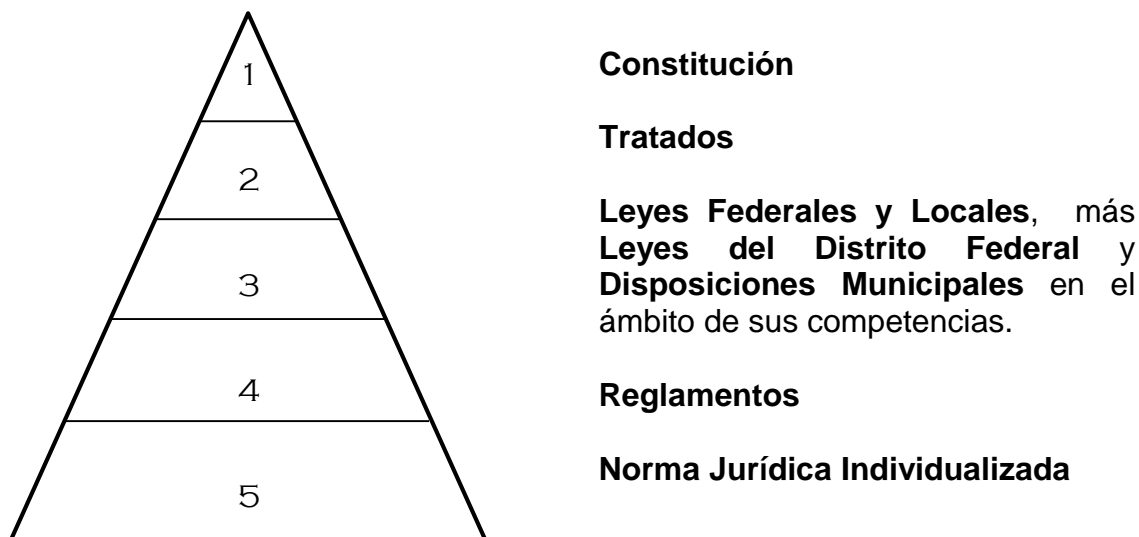 1
2
3
4
5
Constitución
Tratados
Leyes Federales y Locales, más
Leyes del Distrito Federal y
Disposiciones Municipales en el
ámbito de sus competencias.
Reglamentos
Norma Jurídica Individualizada